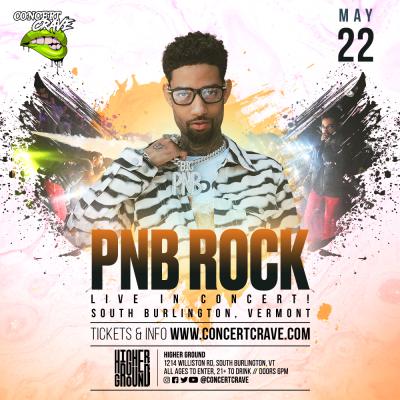 CONCERT
CRAVE
MAY
22
PNB
PNB ROCK
LIVE IN CONCERT!
SOUTH BURLINGTON, VERMONT
TICKETS & INFO WWW.CONCERTCRAVE.COM
HIGHER
GROUND
HIGHER GROUND
1214 WILLISTON RD, SOUTH BURLINGTON, VT
ALL AGES TO ENTER, 21+ TO DRINK // DOORS 6PM
@CONCERTCRAVE